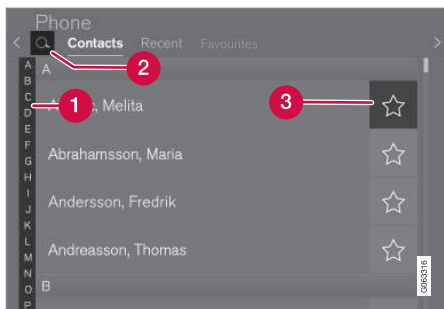 Phone
Contacts Recent Favourites
2
A
B
C
D
E
F
G
H
I
J
K
L
M
N
O
P
A
1
, Melita
3
Abrahamsson, Maria
Andersson, Fredrik
Andreasson, Thomas
B
G063316